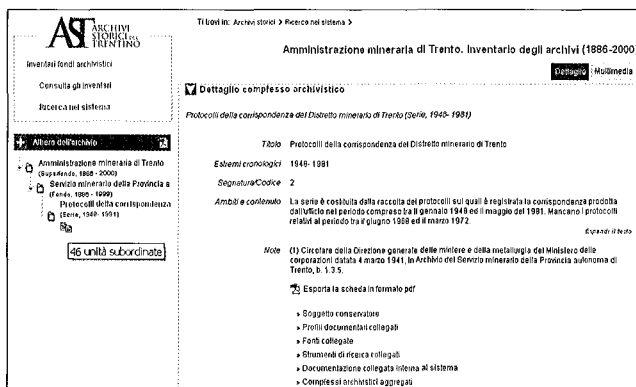 AST ARCHIVI
STORICI DEL
TRENTINO
Inventari fondi archivistici
Consulta gli inventari
Ricerca nel sistema
Albero dell'archivio
Amministrazione mineraria di Trento
(Superfondo, 1886 - 2000)
Servizio minerario della Provincia a
(Fondo, 1886 - 1999)
Protocolli della corrispondenza
(Serie, 1948- 1981)
46 unità subordinate
Ti trovi in: Archivi storici > Ricerca nel sistema >
Amministrazione mineraria di Trento. Inventario degli archivi (1886-2000)
Dettaglio Multimedia
Dettaglio complesso archivistico
Protocolli della corrispondenza del Distretto minerario di Trento (Serie, 1948- 1981)
Titolo Protocolli della corrispondenza del Distretto minerario di Trento
Estremi cronologici 1948- 1981
Segnatura/Codice 2
Ambiti e contenuto La serie è costituita dalla raccolta dei protocolli sui quali è registrata la corrispondenza prodotta
dall'ufficio nel periodo compreso tra il gennaio 1948 ed il maggio del 1981. Mancano i protocolli
relativi al periodo tra il giugno 1968 ed il marzo 1972.
Espandi il testo
Note (1) Circolare della Direzione generale delle miniere e della metallurgia del Ministero delle
corporazioni datata 4 marzo 1941, in Archivio del Servizio minerario della Provincia autonoma di
Trento, b. 1.3.5.
Esporta la scheda in formato pdf
» Soggetto conservatore
» Profili documentari collegati
» Fonti collegate
» Strumenti di ricerca collegati
» Documentazione collegata interna al sistema
» Complessi archivistici aggregati